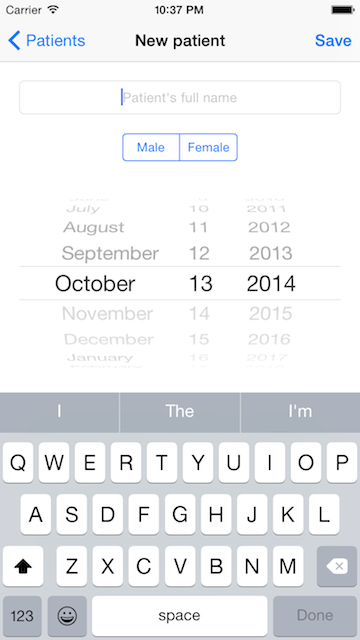 Carrier 10:37 PM
Patients New patient Save
Patient's full name
Male Female
July 10 2011
August 11 2012
September 12 2013
October 13 2014
November 14 2015
December 15 2016
January 16 2017
I The I'm
Q W E R T Y U I O P
A S D F G H J K L
Z X C V B N M
123 space Done